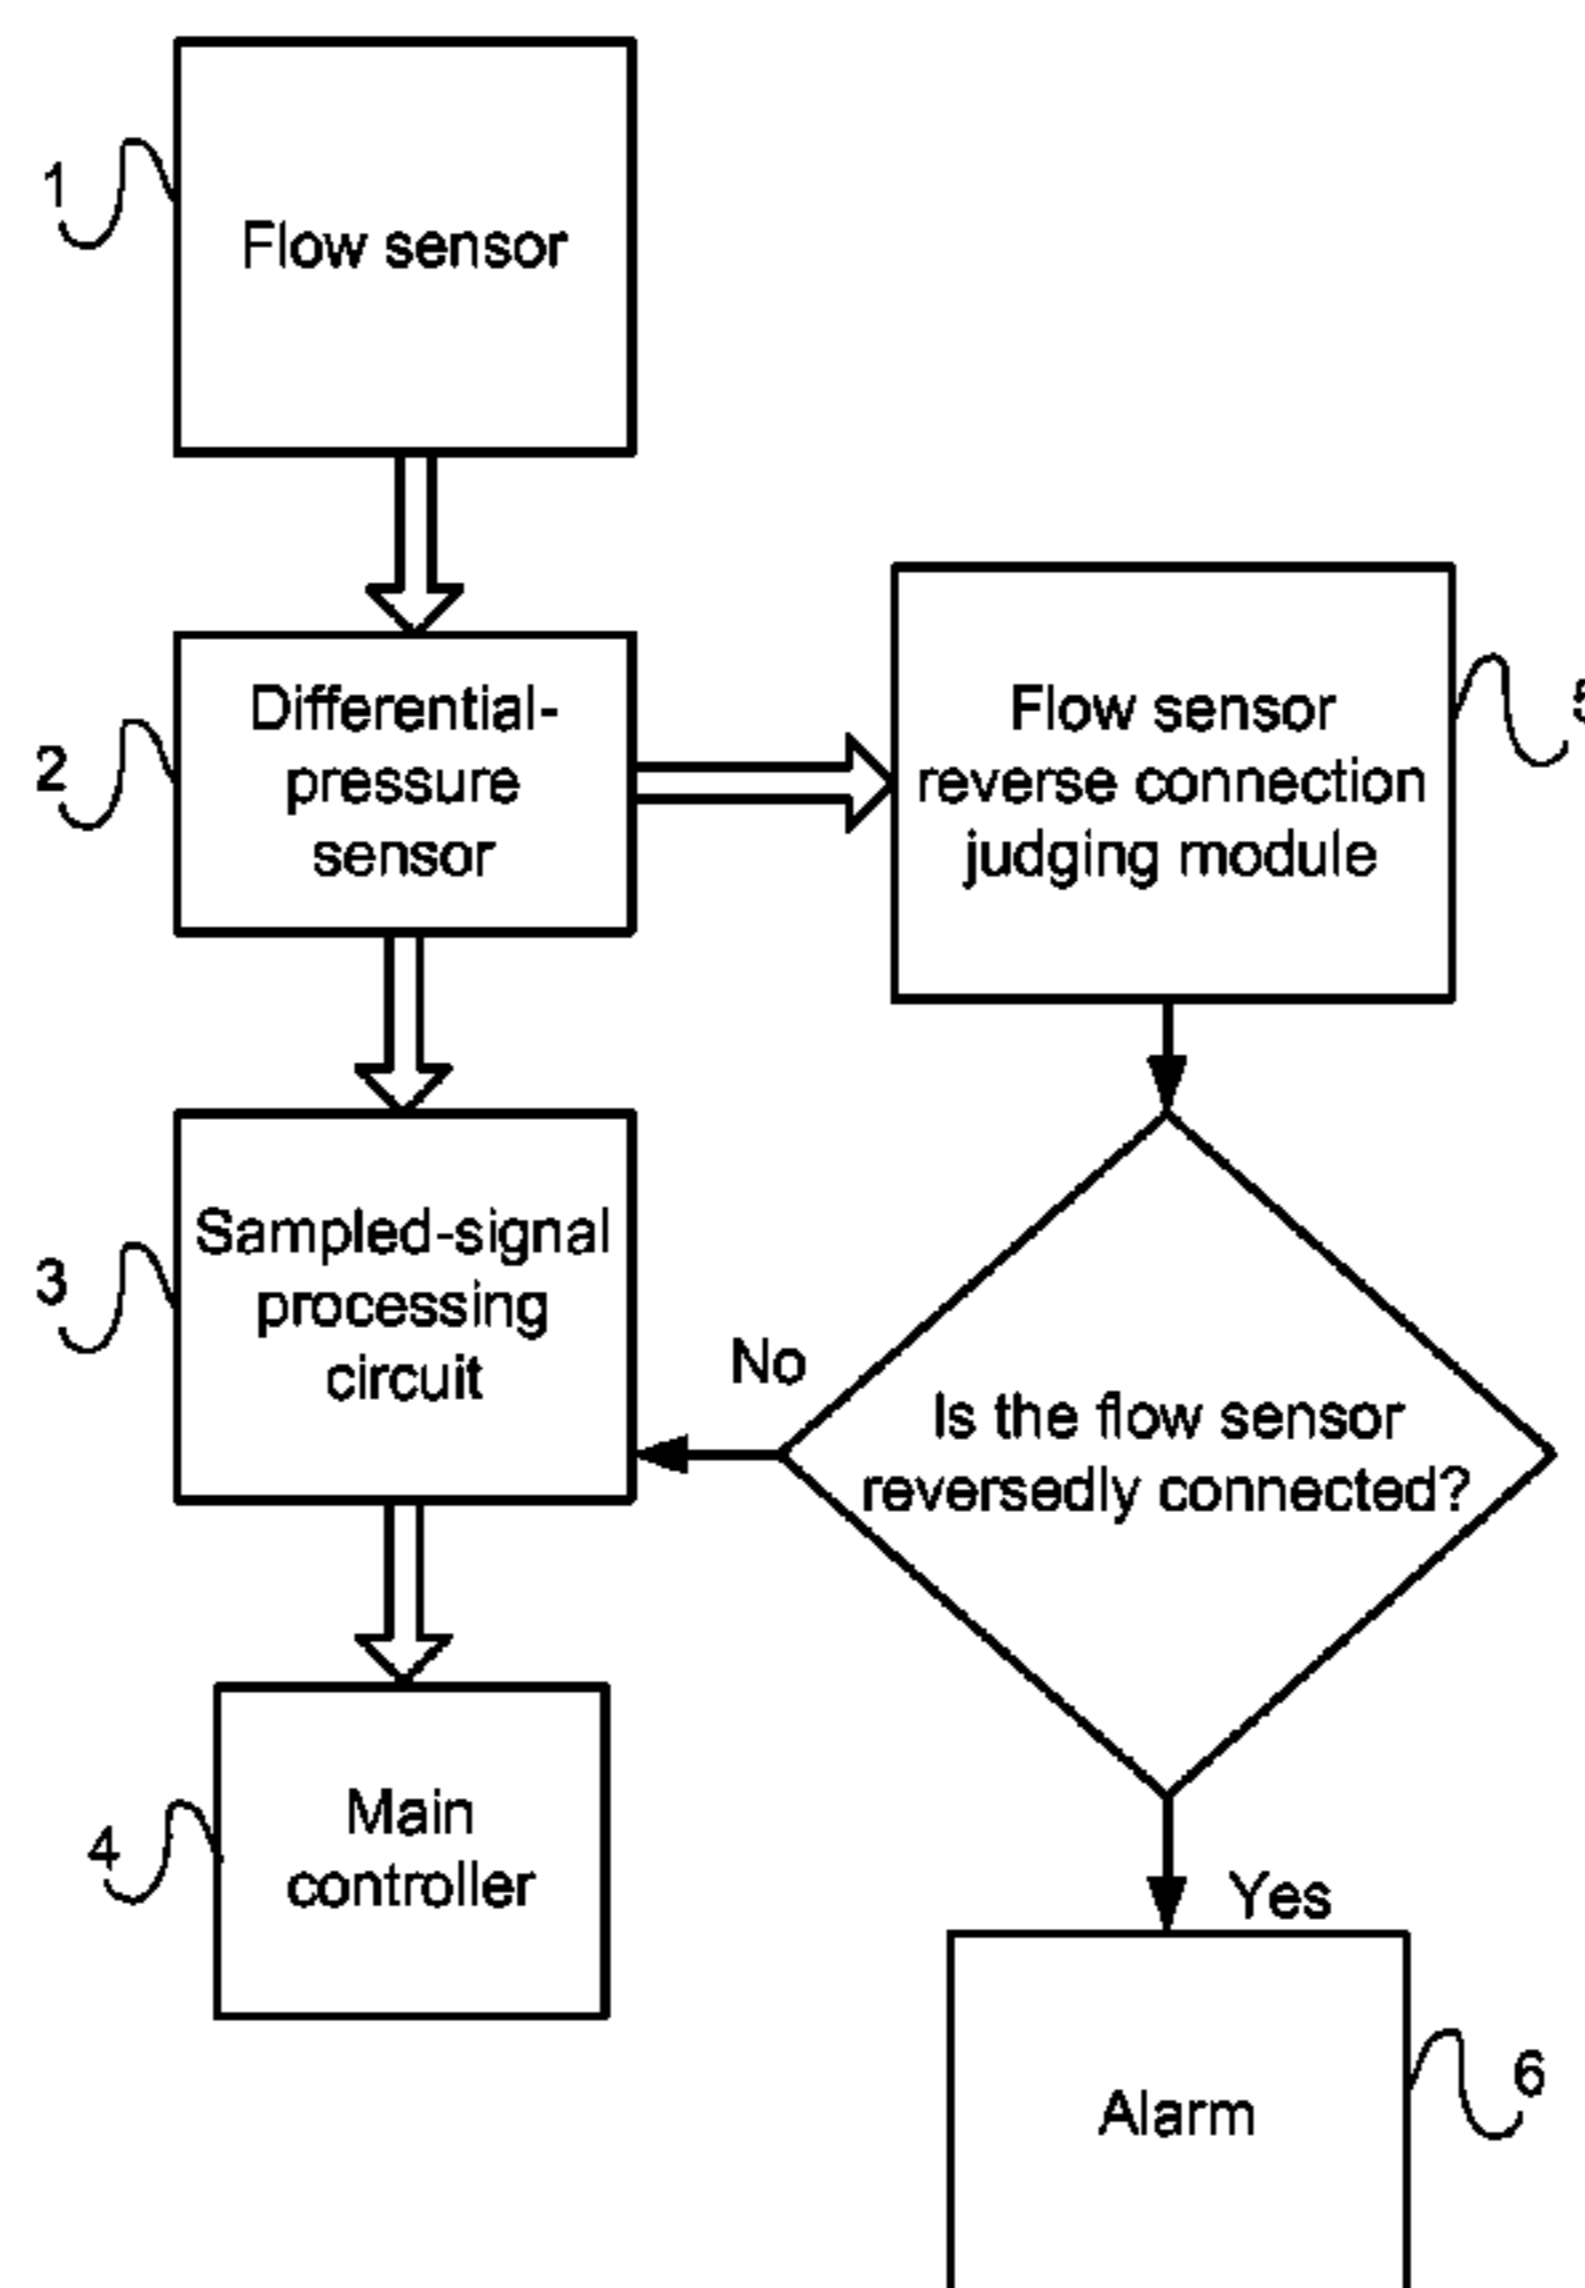 1
Flow sensor
2
Differential-
pressure
sensor
Flow sensor
reverse connection
judging module
5
3
Sampled-signal
processing
circuit
No
Is the flow sensor
reversedly connected?
4
Main
controller
Yes
Alarm
6